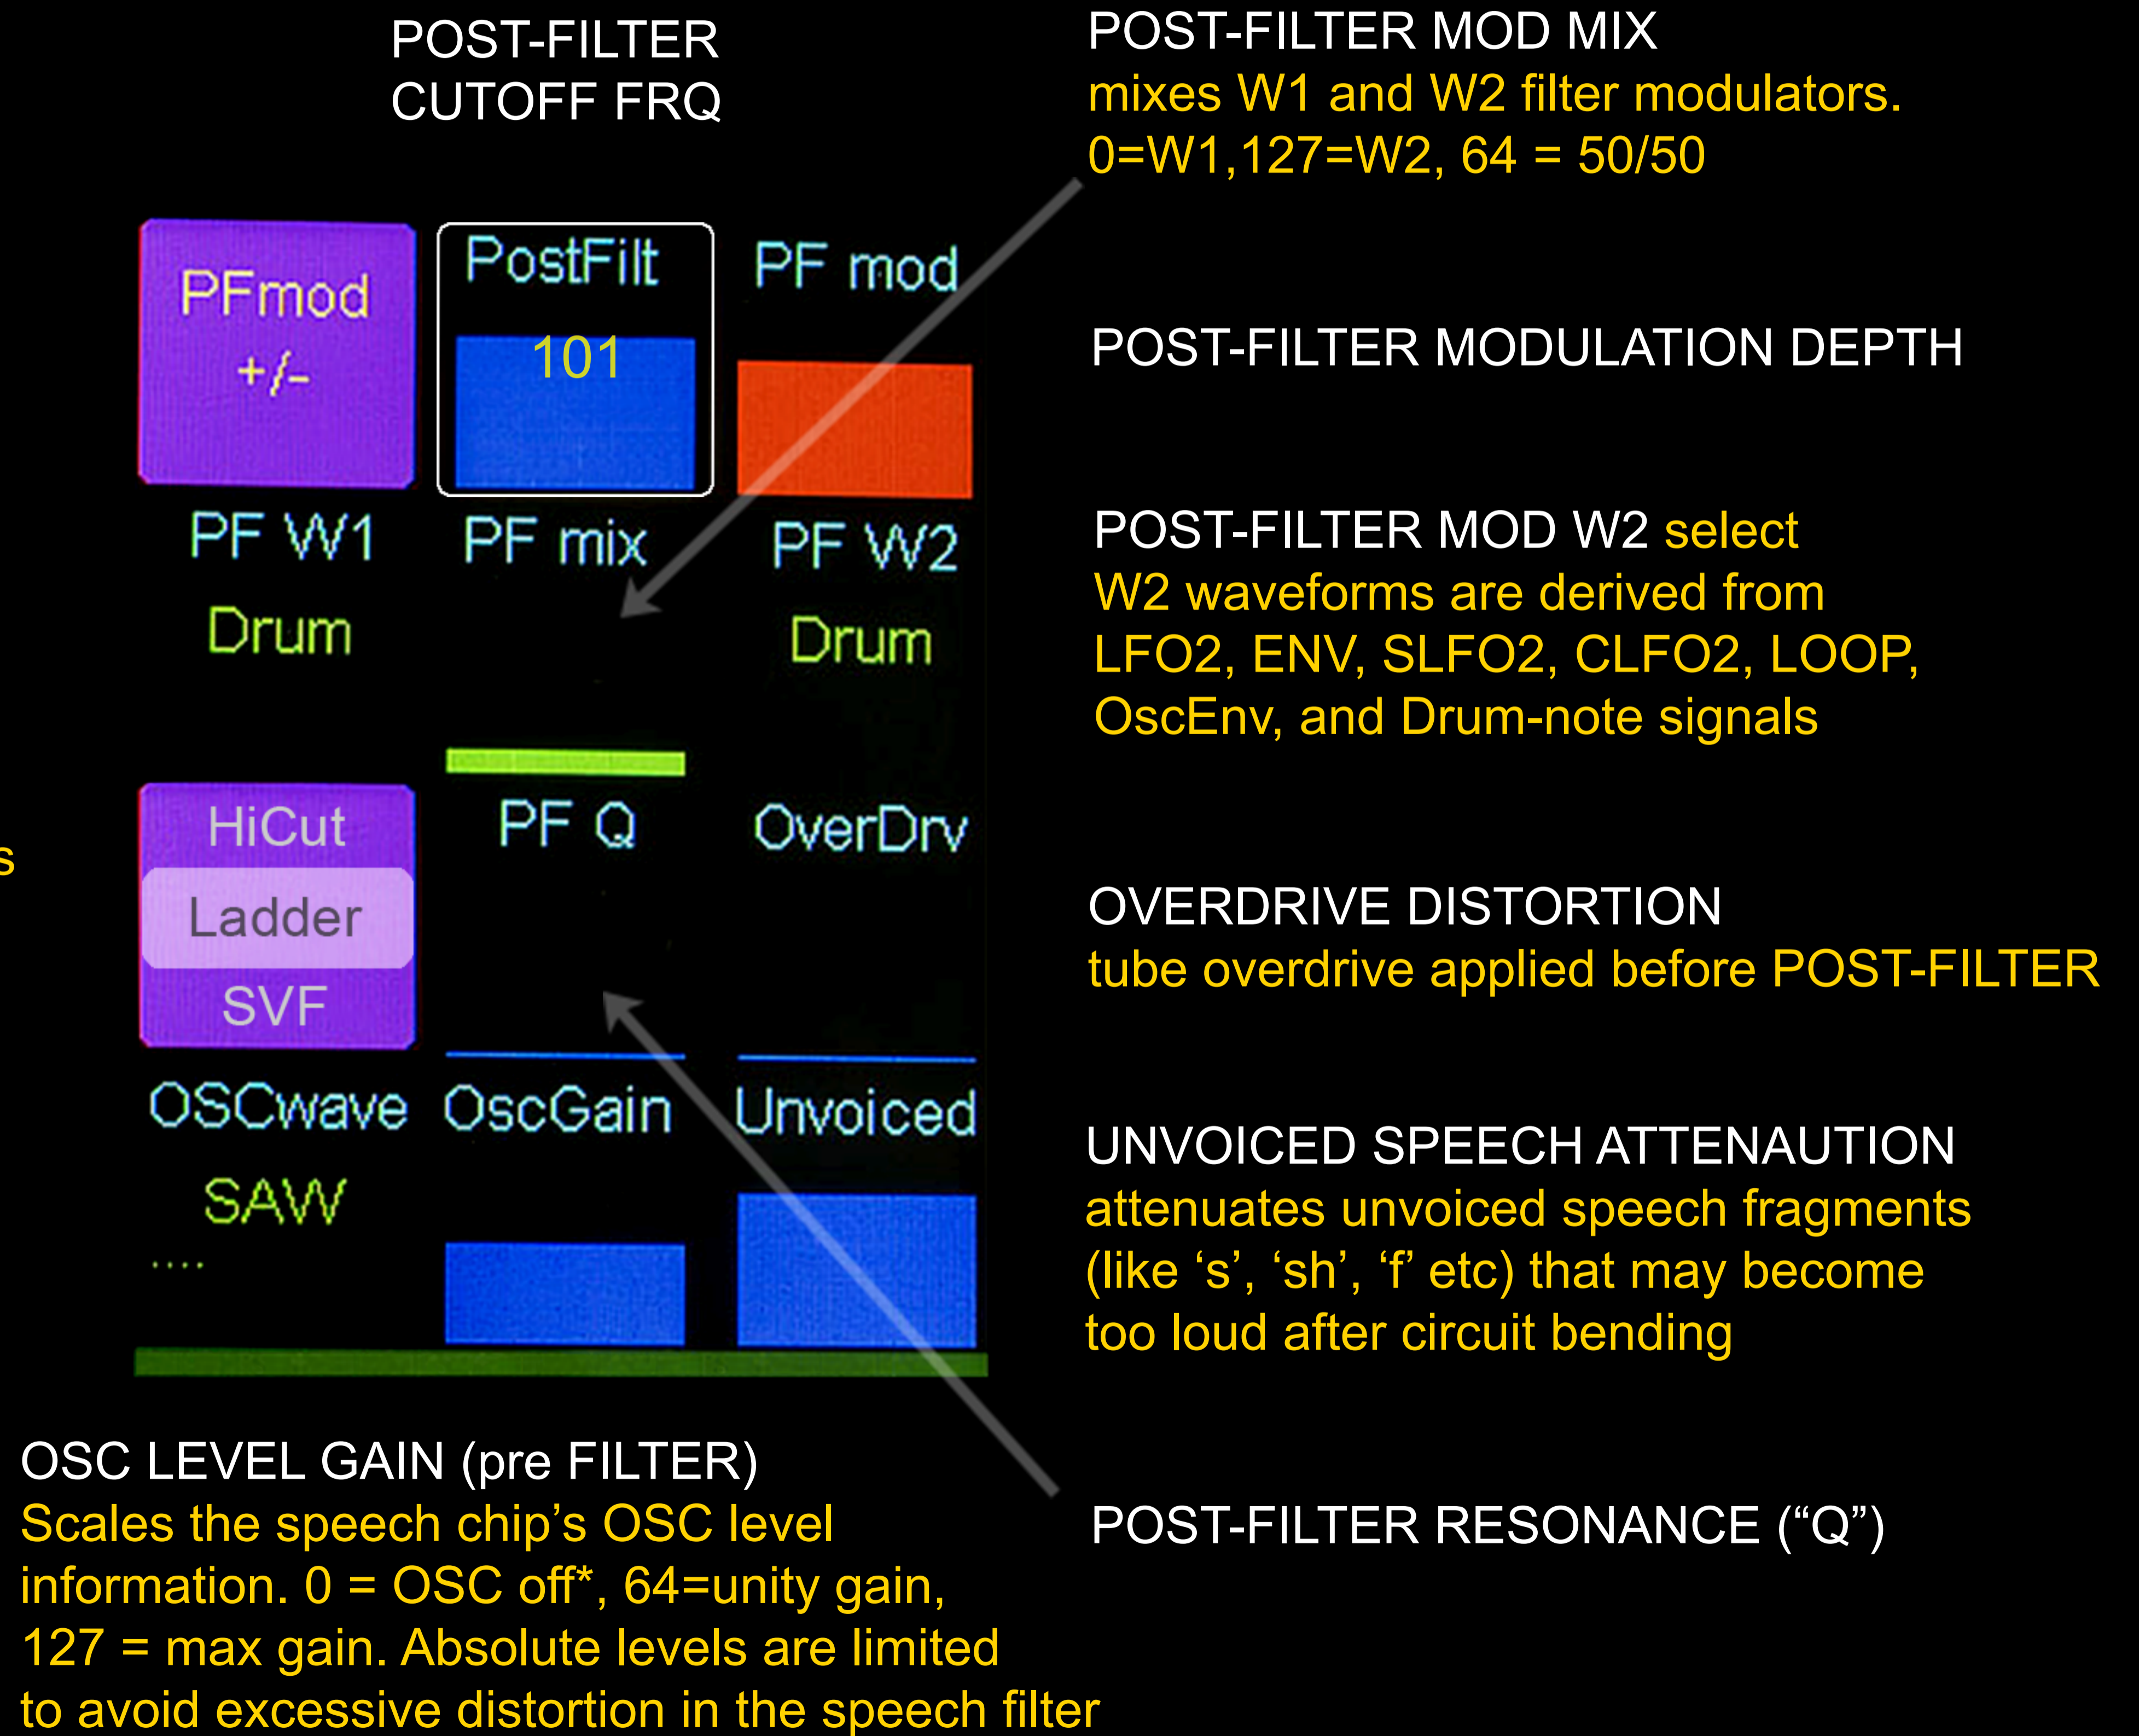 POST-FILTER
CUTOFF FRQ
POST-FILTER MOD MIX
mixes W1 and W2 filter modulators.
0=W1,127=W2, 64 = 50/50
PFmod
+/-
PostFilt
101
PF mod
POST-FILTER MODULATION DEPTH
PF W1
Drum
PF mix
PF W2
Drum
POST-FILTER MOD W2 select
W2 waveforms are derived from
LFO2, ENV, SLFO2, CLFO2, LOOP,
OscEnv, and Drum-note signals
s
HiCut
Ladder
SVF
PF Q
OverDrv
OVERDRIVE DISTORTION
tube overdrive applied before POST-FILTER
OSCwave
SAW
....
OscGain
Unvoiced
UNVOICED SPEECH ATTENAUTION
attenuates unvoiced speech fragments
(like ‘s’, ‘sh’, ‘f’ etc) that may become
too loud after circuit bending
OSC LEVEL GAIN (pre FILTER)
Scales the speech chip’s OSC level
information. 0 = OSC off*, 64=unity gain,
127 = max gain. Absolute levels are limited
to avoid excessive distortion in the speech filter
POST-FILTER RESONANCE (“Q”)